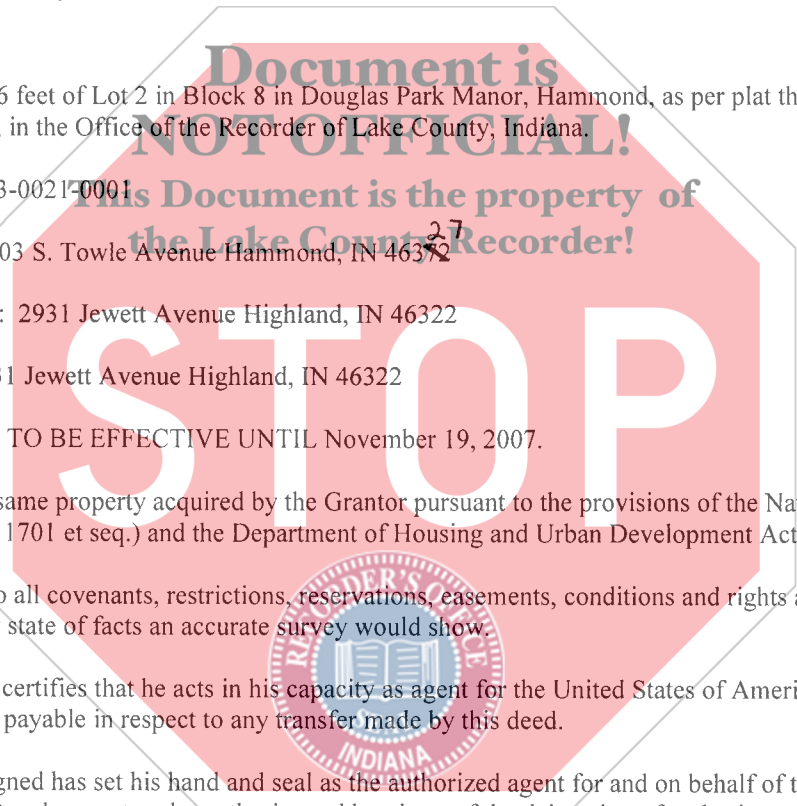 Document is
6 feet of Lot 2 in Block 8 in Douglas Park Manor, Hammond, as per plat th
, in the Office of the Recorder of Lake County, Indiana.
NOT OFFICIAL!
3-0021-0001
This Document is the property of
the Lake County Recorder!
27
03 S. Towle Avenue Hammond, IN 46372
: 2931 Jewett Avenue Highland, IN 46322
31 Jewett Avenue Highland, IN 46322
STOP
TO BE EFFECTIVE UNTIL November 19, 2007.
same property acquired by the Grantor pursuant to the provisions of the Na
1701 et seq.) and the Department of Housing and Urban Development Act
o all covenants, restrictions, reservations, easements, conditions and rights a
state of facts an accurate survey would show.
RECORDER'S OFFICE
certifies that he acts in his capacity as agent for the United States of Ameri
payable in respect to any transfer made by this deed.
INDIANA
gned has set his hand and seal as the authorized agent for and on behalf of t